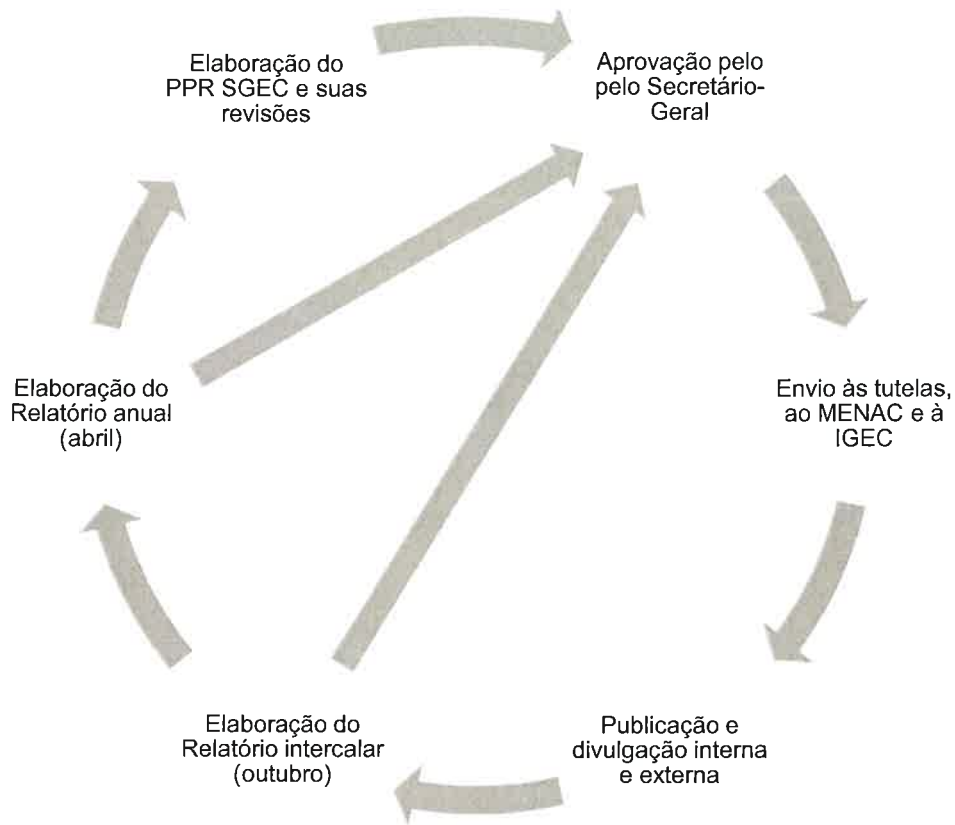 Elaboração do
PPR SGEC e suas
revisões
Aprovação pelo
pelo Secretário-
Geral
Envio às tutelas,
ao MENAC e à
IGEC
Publicação e
divulgação interna
e externa
Elaboração do
Relatório intercalar
(outubro)
Elaboração do
Relatório anual
(abril)